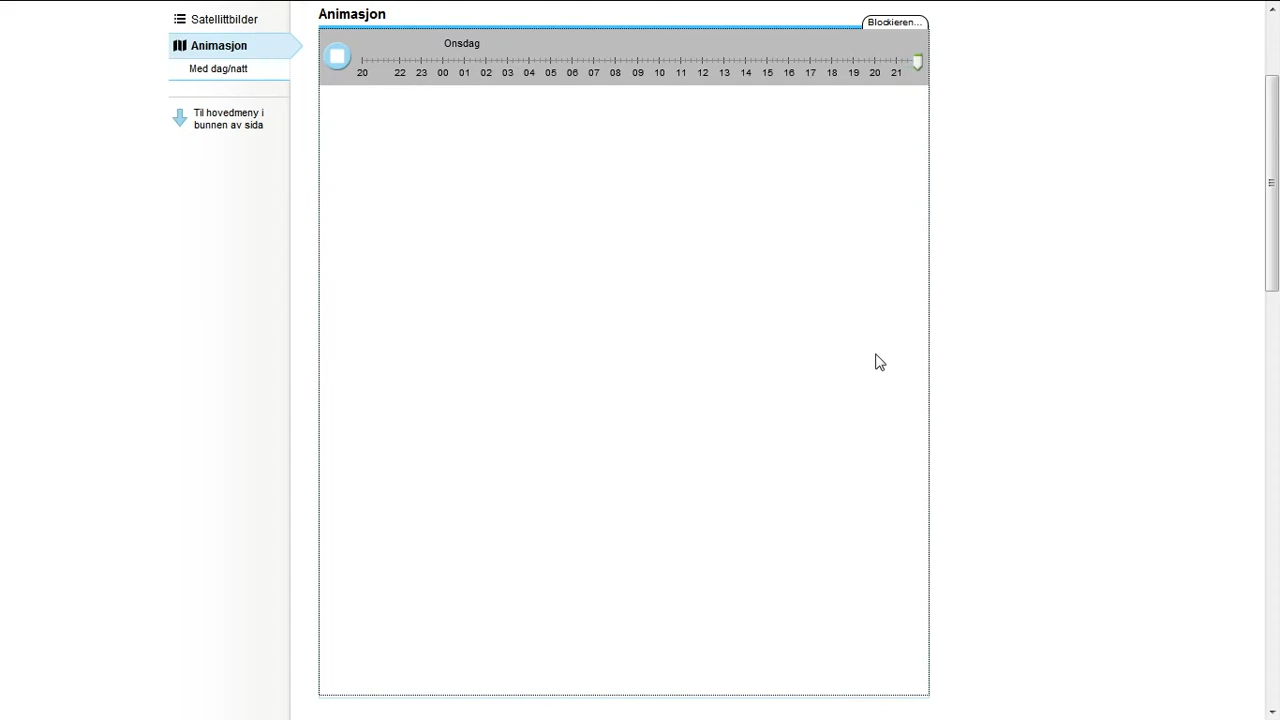 Satellittbilder
Animasjon
Med dag/natt
Til hovedmeny i
bunnen av sida
Animasjon
Blockieren...
Onsdag
20 22 23 00 01 02 03 04 05 06 07 08 09 10 11 12 13 14 15 16 17 18 19 20 21